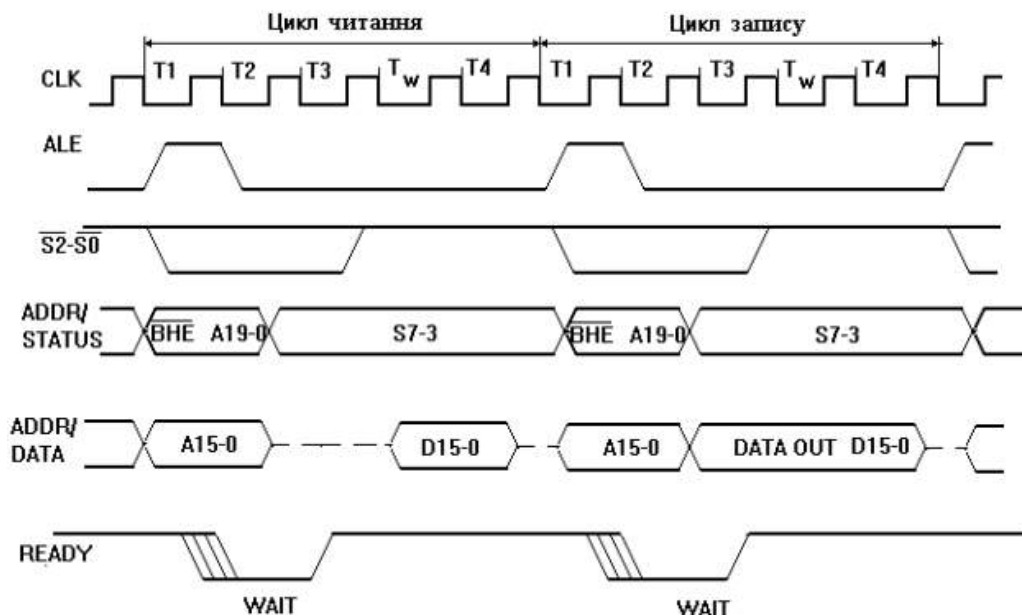 Цикл читання Цикл запису
CLK T1 T2 T3 Tw T4 T1 T2 T3 Tw T4
ALE
S2-S0
ADDR/
STATUS BHE A19-0 S7-3 BHE A19-0 S7-3
ADDR/
DATA A15-0 D15-0 A15-0 DATA OUT D15-0
READY
WAIT WAIT